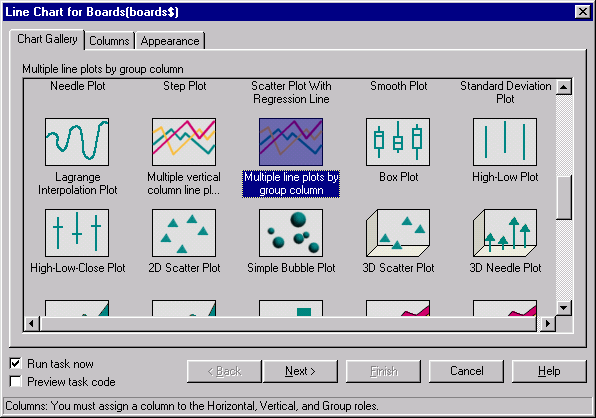 Line Chart for Boards(boards$)
Chart Gallery
Columns
Appearance
Multiple line plots by group column
Needle Plot
Step Plot
Scatter Plot With
Regression Line
Smooth Plot
Standard Deviation
Plot
Lagrange
Interpolation Plot
Multiple vertical
column line pl...
Multiple line plots by
group column
Box Plot
High-Low Plot
High-Low-Close Plot
2D Scatter Plot
Simple Bubble Plot
3D Scatter Plot
3D Needle Plot
Run task now
Preview task code
< Back
Next >
Finish
Cancel
Help
Columns: You must assign a column to the Horizontal, Vertical, and Group roles.